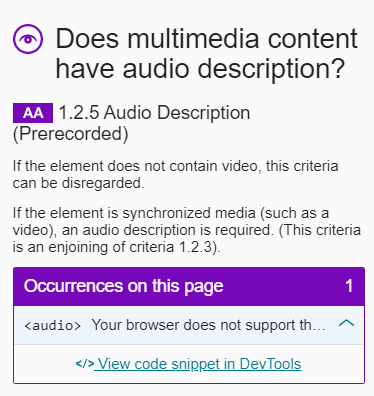 Does multimedia content
have audio description?
AA 1.2.5 Audio Description
(Prerecorded)
If the element does not contain video, this criteria
can be disregarded.
If the element is synchronized media (such as a
video), an audio description is required. (This criteria
is an enjoining of criteria 1.2.3).
Occurrences on this page 1
<audio> Your browser does not support th...
</> View code snippet in DevTools